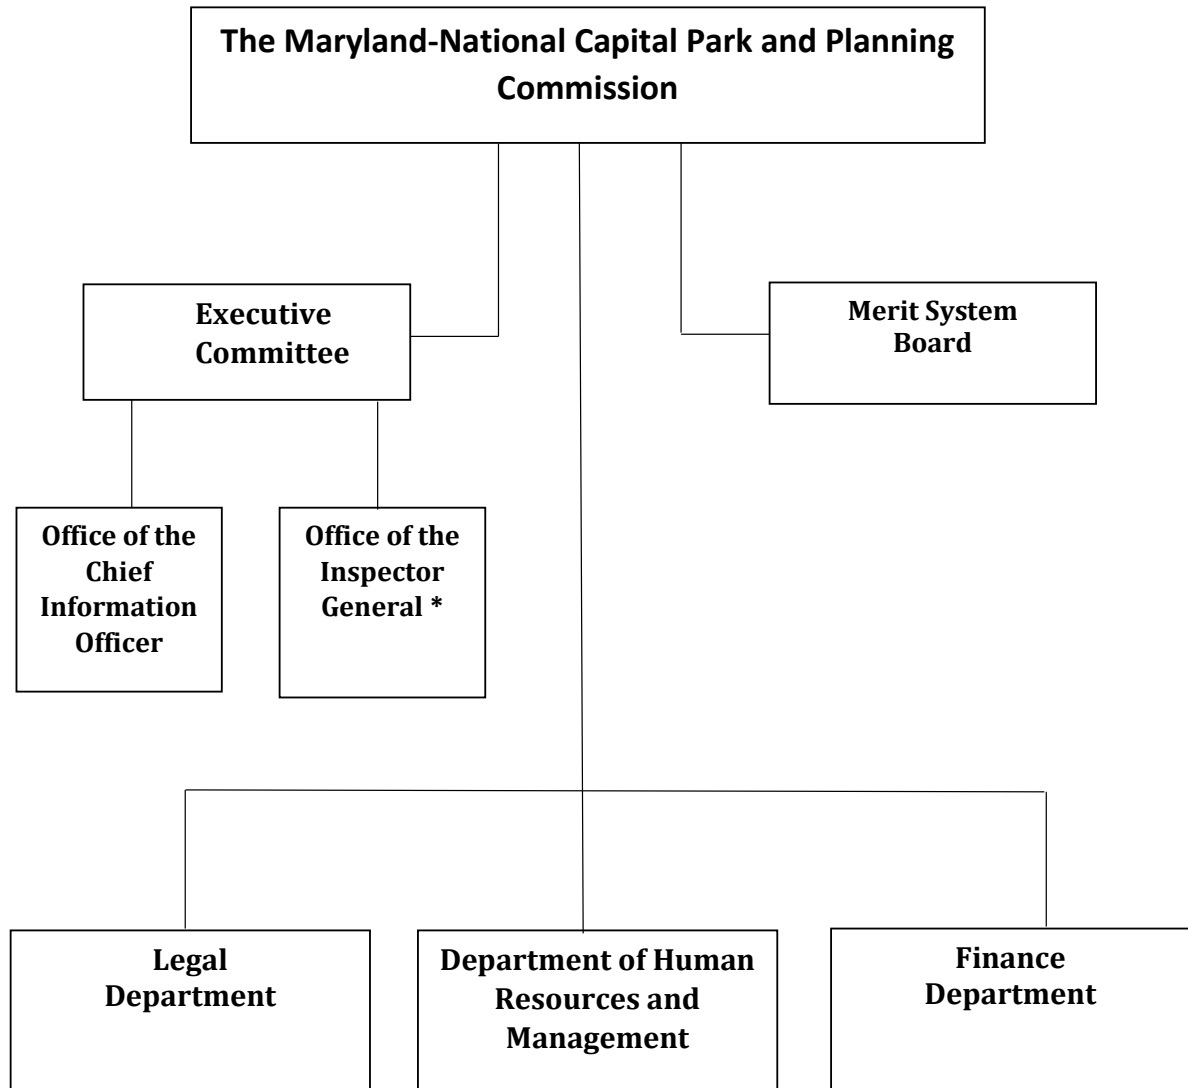 The Maryland-National Capital Park and Planning
Commission
Executive
Committee
Merit System
Board
Office of the
Chief
Information
Officer
Office of the
Inspector
General *
Legal
Department
Department of Human
Resources and
Management
Finance
Department